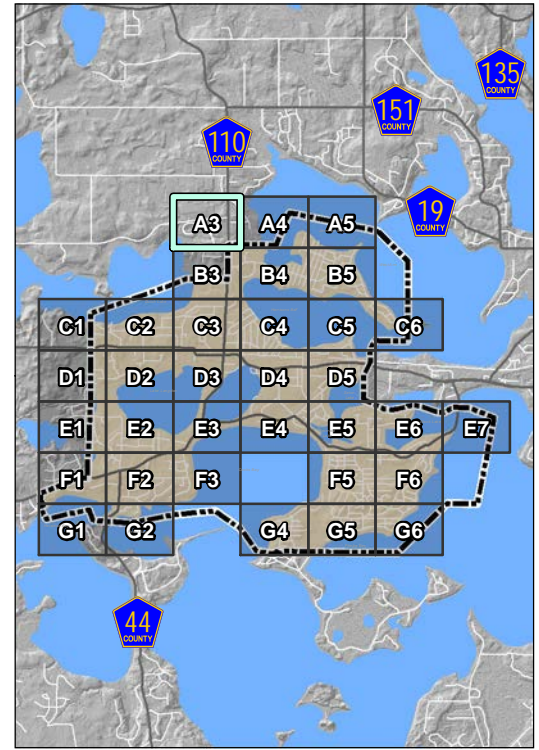 135
COUNTY
151
COUNTY
110
COUNTY
19
COUNTY
A3 A4 A5
B3 B4 B5
C1 C2 C3 C4 C5 C6
D1 D2 D3 D4 D5
E1 E2 E3 E4 E5 E6 E7
F1 F2 F3 F5 F6
G1 G2 G4 G5 G6
44
COUNTY